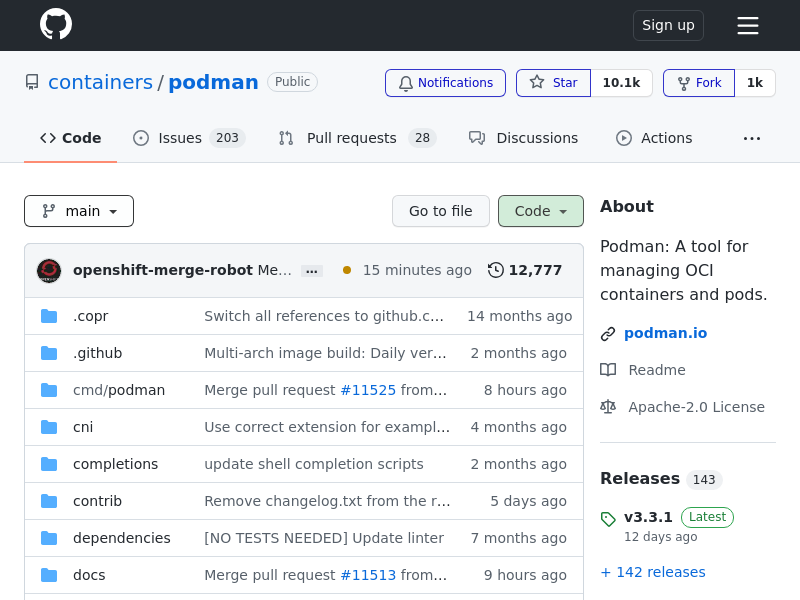 Sign up
containers / podman Public
Notifications
Star 10.1k
Fork 1k
Code
Issues 203
Pull requests 28
Discussions
Actions
main
Go to file
Code
openshift-merge-robot Me… … 15 minutes ago 12,777
.copr Switch all references to github.c… 14 months ago
.github Multi-arch image build: Daily ver… 2 months ago
cmd/podman Merge pull request #11525 from… 8 hours ago
cni Use correct extension for exampl… 4 months ago
completions update shell completion scripts 2 months ago
contrib Remove changelog.txt from the r… 5 days ago
dependencies [NO TESTS NEEDED] Update linter 7 months ago
docs Merge pull request #11513 from… 9 hours ago
About
Podman: A tool for
managing OCI
containers and pods.
podman.io
Readme
Apache-2.0 License
Releases 143
v3.3.1 Latest
12 days ago
+ 142 releases